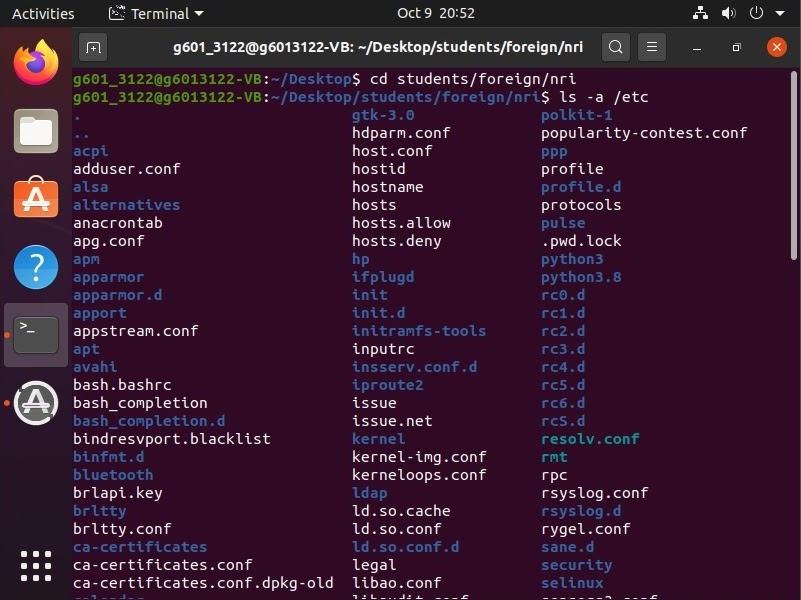 Activities Terminal Oct 9 20:52
g601_3122@g6013122-VB: ~/Desktop/students/foreign/nri
g601_3122@g6013122-VB:~/Desktop$ cd students/foreign/nri
g601_3122@g6013122-VB:~/Desktop/students/foreign/nri$ ls -a /etc
. gtk-3.0 polkit-1
.. hdparm.conf popularity-contest.conf
acpi host.conf ppp
adduser.conf hostid profile
alsa hostname profile.d
alternatives hosts protocols
anacrontab hosts.allow pulse
apg.conf hosts.deny .pwd.lock
apm hp python3
apparmor ifplugd python3.8
apparmor.d init rc0.d
apport init.d rc1.d
appstream.conf initramfs-tools rc2.d
apt inputrc rc3.d
avahi insserv.conf.d rc4.d
bash.bashrc iproute2 rc5.d
bash_completion issue rc6.d
bash_completion.d issue.net rcS.d
bindresvport.blacklist kernel resolv.conf
binfmt.d kernel-img.conf rmt
bluetooth kerneloops.conf rpc
brlapi.key ldap rsyslog.conf
brltty ld.so.cache rsyslog.d
brltty.conf ld.so.conf rygel.conf
ca-certificates ld.so.conf.d sane.d
ca-certificates.conf legal security
ca-certificates.conf.dpkg-old libao.conf selinux